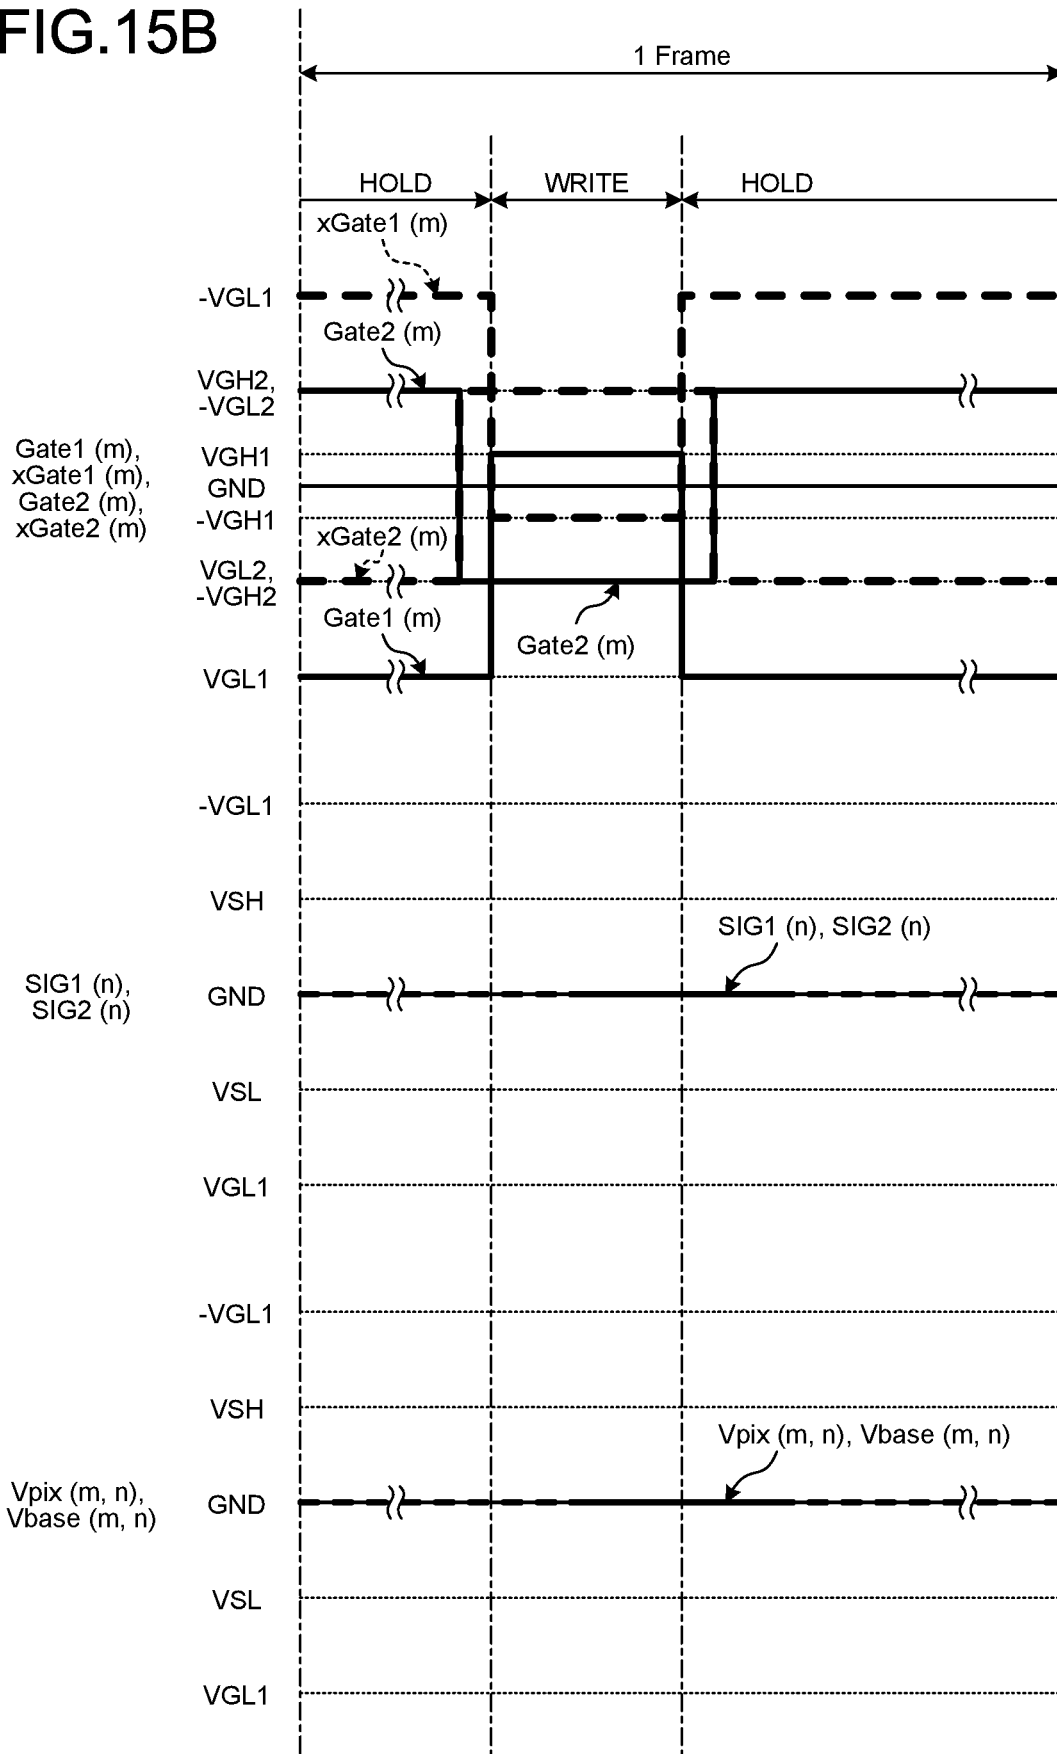 FIG.15B
1 Frame
HOLD
WRITE
HOLD
xGate1 (m)
-VGL1
Gate2 (m)
VGH2,
-VGL2
Gate1 (m),
xGate1 (m),
Gate2 (m),
xGate2 (m)
VGH1
GND
-VGH1
xGate2 (m)
VGL2,
-VGH2
Gate1 (m)
Gate2 (m)
VGL1
-VGL1
VSH
SIG1 (n), SIG2 (n)
SIG1 (n),
SIG2 (n)
GND
VSL
VGL1
-VGL1
VSH
Vpix (m, n), Vbase (m, n)
Vpix (m, n),
Vbase (m, n)
GND
VSL
VGL1